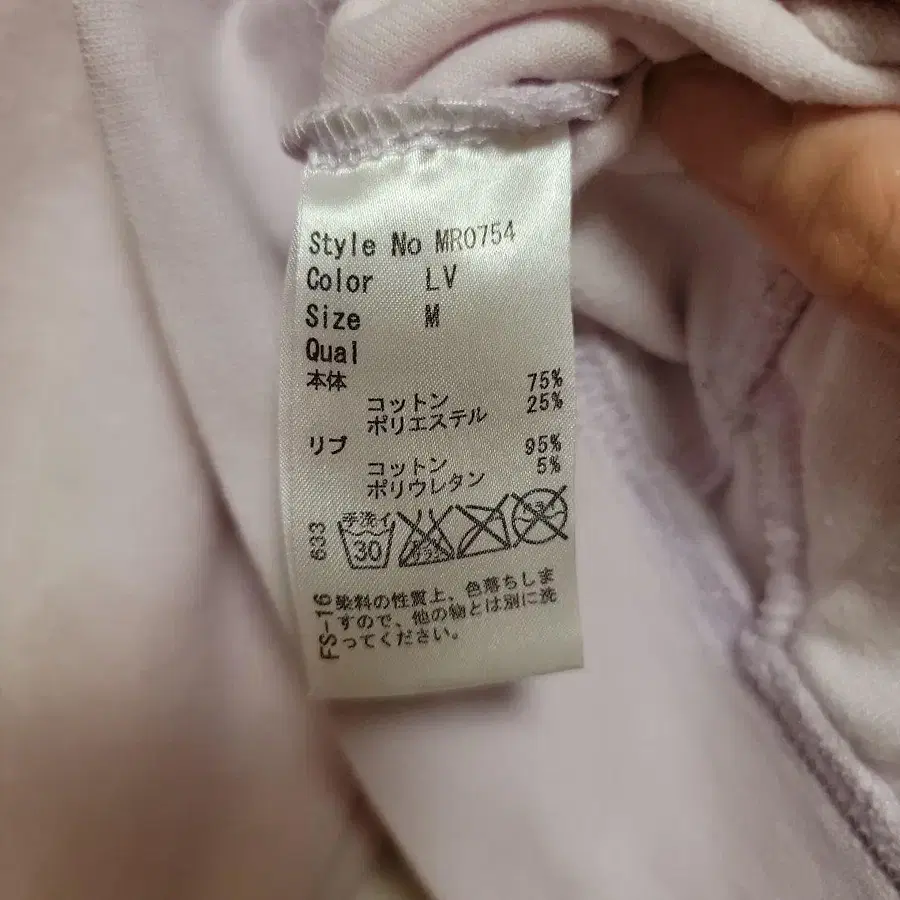 Style No MR0754
Color LV
Size M
Qual
本体 75%
コットン 25%
ポリエステル
リブ 95%
コットン 5%
ポリウレタン
633
手洗イ
30
FS-16
染料の性質上、色落ちしま
すので、他の物とは別に洗
ってください。